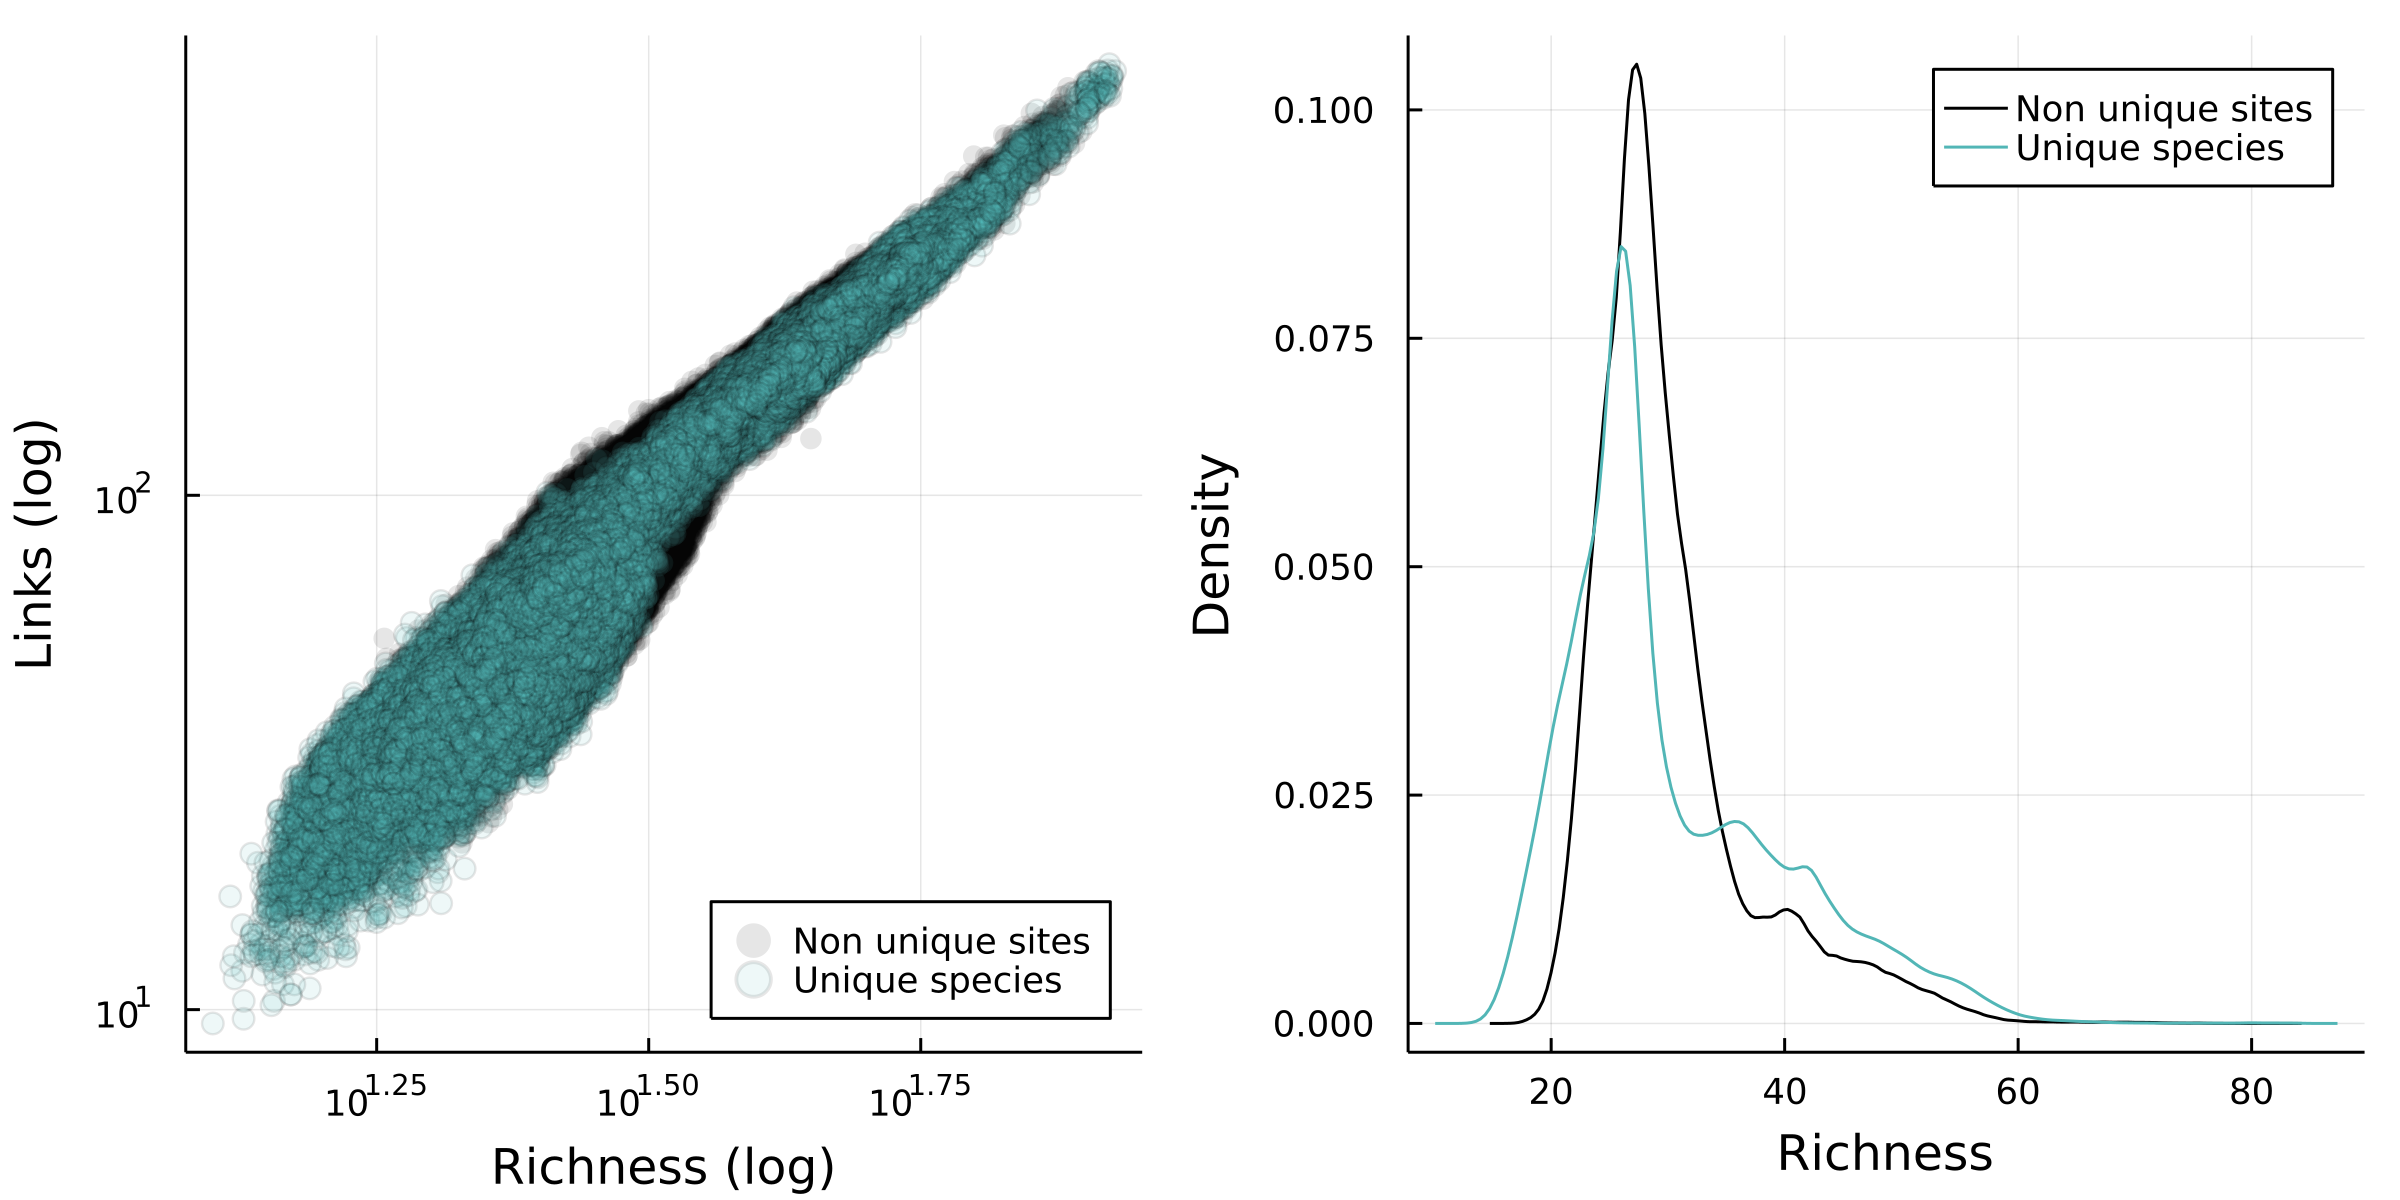 Links (log)
10^2
10^1
10^1.25
10^1.50
10^1.75
Richness (log)
Non unique sites
Unique species
Density
0.100
0.075
0.050
0.025
0.000
20
40
60
80
Richness
Non unique sites
Unique species